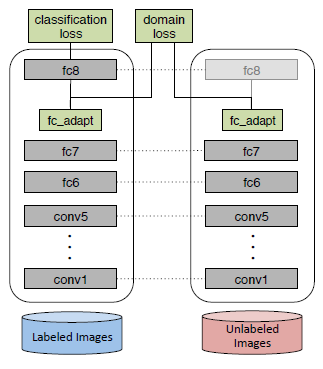 classification
loss
domain
loss
fc8
fc8
fc_adapt
fc_adapt
fc7
fc7
fc6
fc6
conv5
conv5
conv1
conv1
Labeled Images
Unlabeled
Images